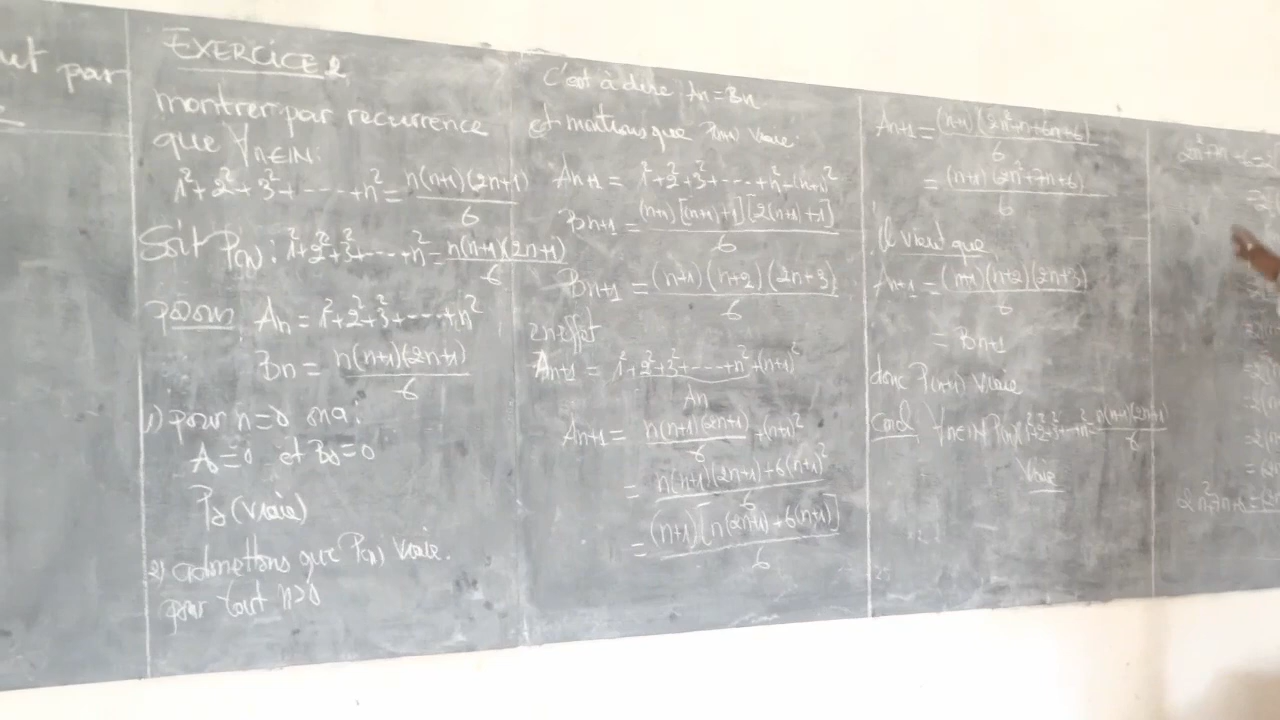 ut par
EXERCICE 2
montrer par recurrence
que ∀n∈IN:
1²+2²+3²+-----+n²=n(n+1)(2n+1)/6
Soit P(n): 1²+2²+3²+----+n²=n(n+1)(2n+1)/6
posons An = 1²+2²+3²+----+n²
Bn = n(n+1)(2n+1)/6
1) pour n=0 ona:
A0=0 et B0=0
P0 (vraie)
2) admettons que P(n) vraie.
pour tout n>0
C'est à dire An=Bn
et montrons que P(n+1) vraie:
An+1 = 1²+2²+3²+----+n²+(n+1)²
Bn+1 = (n+1)[(n+1)+1][2(n+1)+1]/6
Bn+1 = (n+1)(n+2)(2n+3)/6
en effet
An+1 = 1²+2²+3²+----+n²+(n+1)²
An
An+1 = n(n+1)(2n+1)/6 +(n+1)²
= n(n+1)(2n+1)+6(n+1)²/6
= (n+1)[n(2n+1)+6(n+1)]/6
An+1 = (n+1)(2n²+n+6n+6)/6
= (n+1)(2n²+7n+6)/6
Il vient que
An+1 = (n+1)(n+2)(2n+3)/6
= Bn+1
donc P(n+1) vraie
Cond ∀n∈IN P(n) 1²+2²+3²+--+n²=n(n+1)(2n+1)/6
Vraie
2n²+7n+6=2